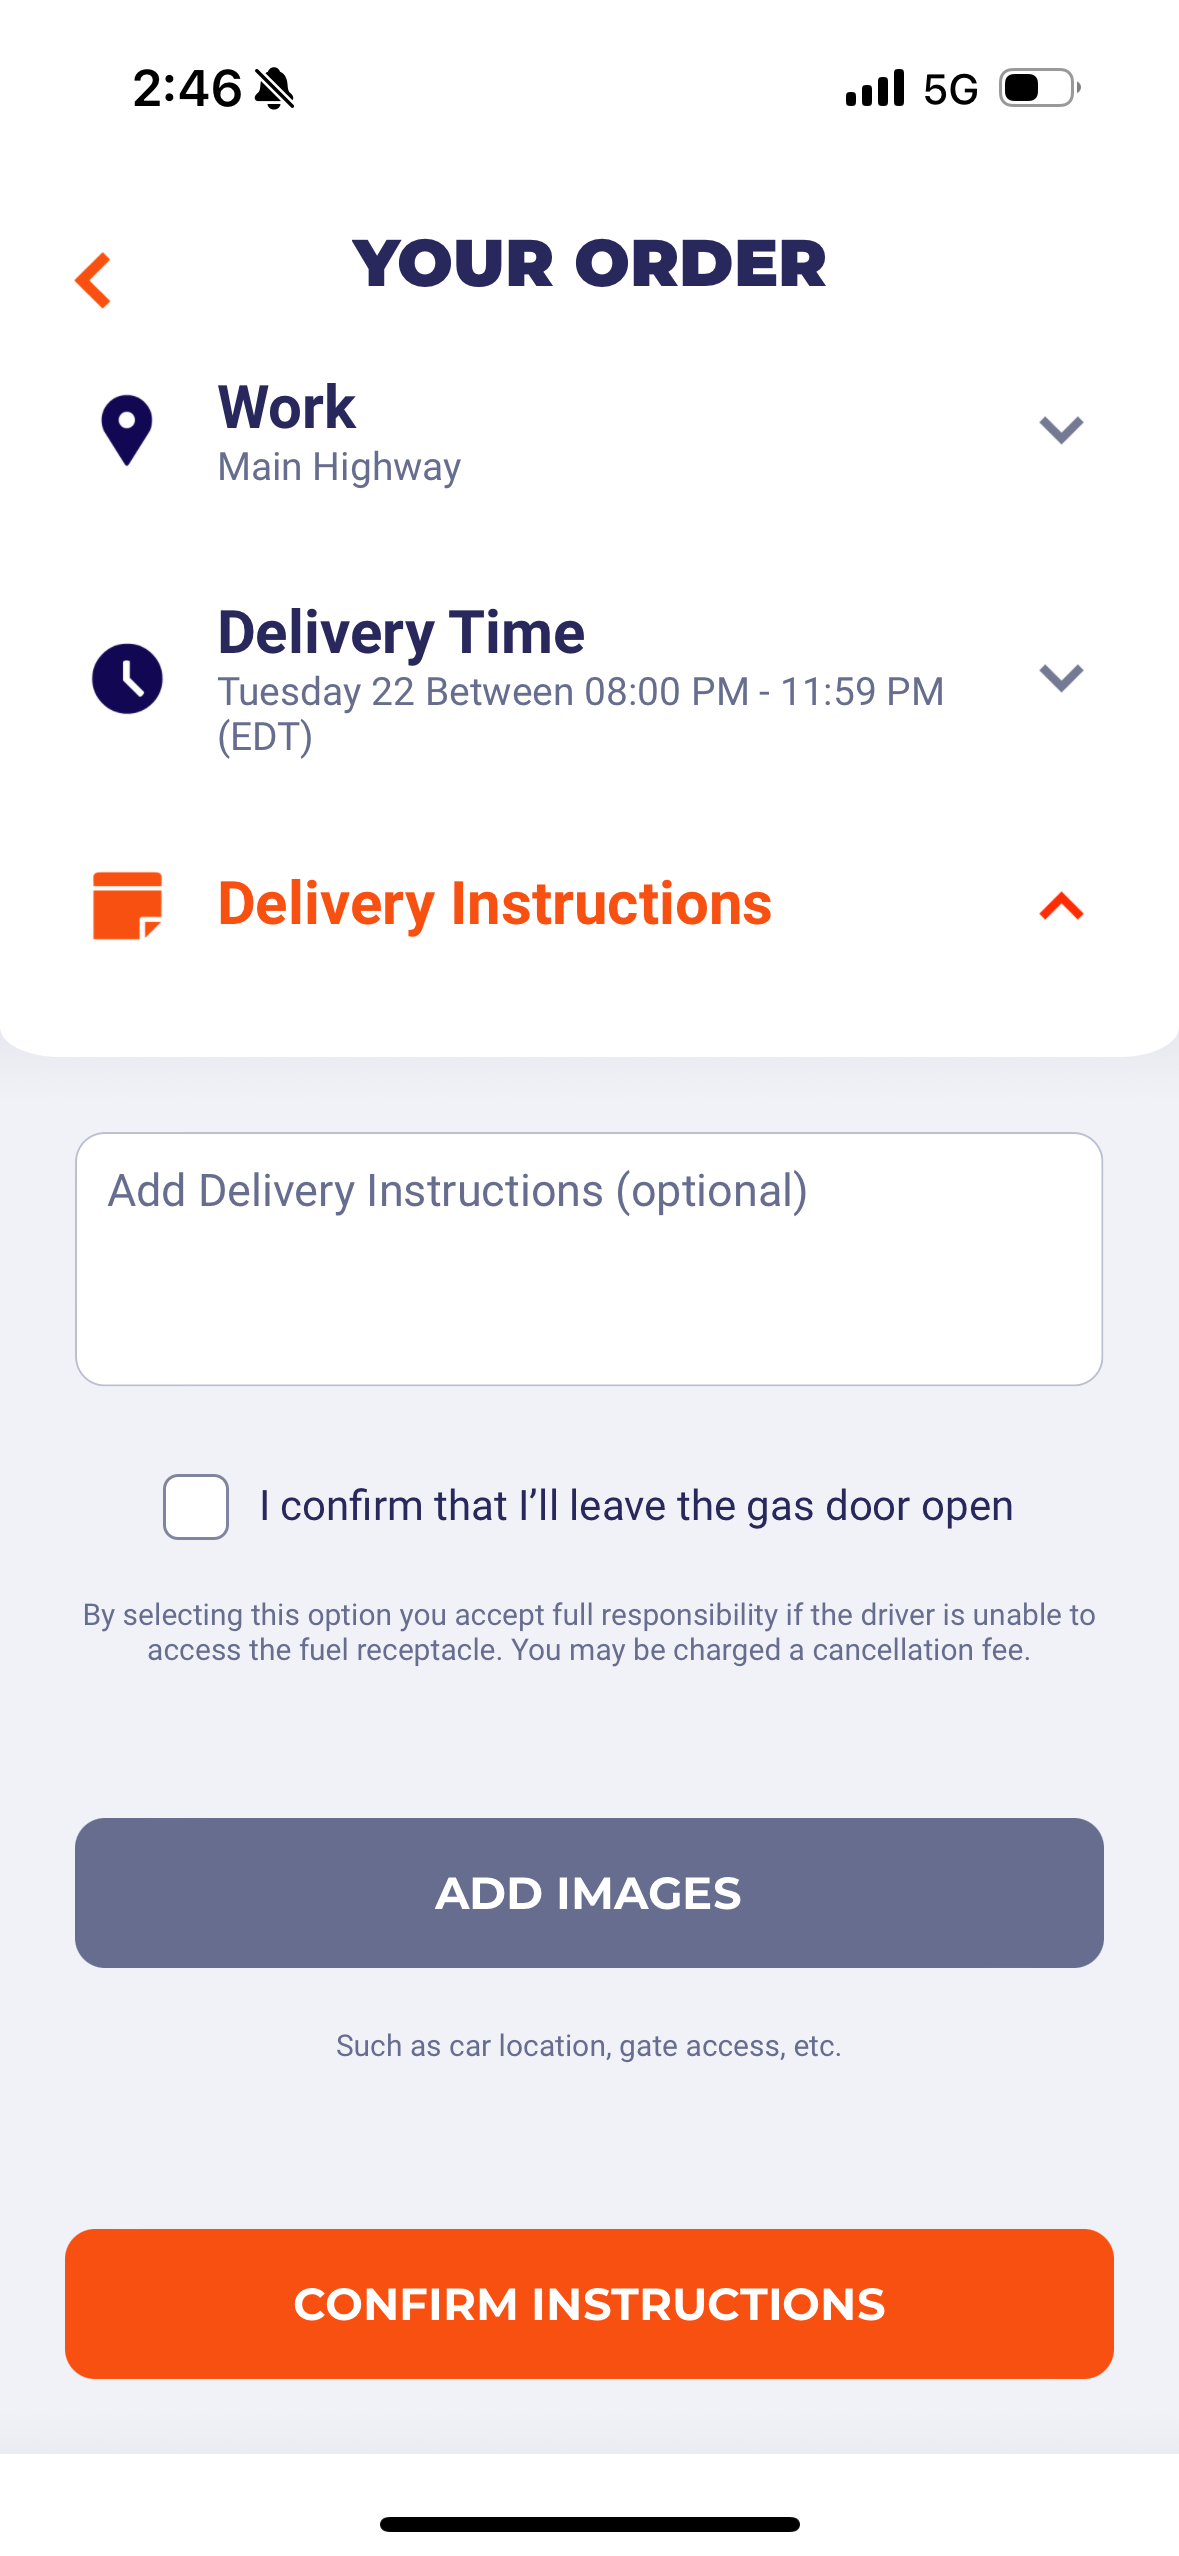 2:46
5G
YOUR ORDER
Work
Main Highway
Delivery Time
Tuesday 22 Between 08:00 PM - 11:59 PM
(EDT)
Delivery Instructions
Add Delivery Instructions (optional)
I confirm that I’ll leave the gas door open
By selecting this option you accept full responsibility if the driver is unable to
access the fuel receptacle. You may be charged a cancellation fee.
ADD IMAGES
Such as car location, gate access, etc.
CONFIRM INSTRUCTIONS